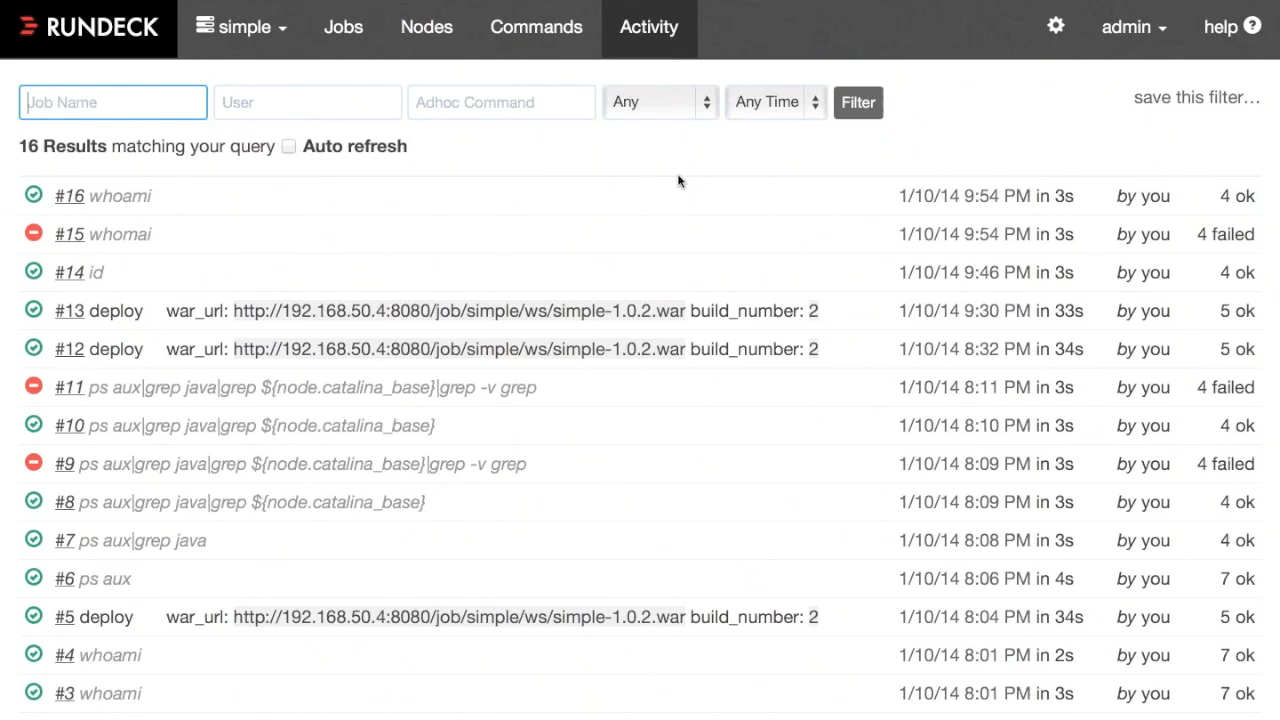 RUNDECK simple Jobs Nodes Commands Activity admin help ?
Job Name User Adhoc Command Any Any Time Filter save this filter…
16 Results matching your query Auto refresh
#16 whoami 1/10/14 9:54 PM in 3s by you 4 ok
#15 whomai 1/10/14 9:54 PM in 3s by you 4 failed
#14 id 1/10/14 9:46 PM in 3s by you 4 ok
#13 deploy war_url: http://192.168.50.4:8080/job/simple/ws/simple-1.0.2.war build_number: 2 1/10/14 9:30 PM in 33s by you 5 ok
#12 deploy war_url: http://192.168.50.4:8080/job/simple/ws/simple-1.0.2.war build_number: 2 1/10/14 8:32 PM in 34s by you 5 ok
#11 ps aux|grep java|grep ${node.catalina_base}|grep -v grep 1/10/14 8:11 PM in 3s by you 4 failed
#10 ps aux|grep java|grep ${node.catalina_base} 1/10/14 8:10 PM in 3s by you 4 ok
#9 ps aux|grep java|grep ${node.catalina_base}|grep -v grep 1/10/14 8:09 PM in 3s by you 4 failed
#8 ps aux|grep java|grep ${node.catalina_base} 1/10/14 8:09 PM in 3s by you 4 ok
#7 ps aux|grep java 1/10/14 8:08 PM in 3s by you 4 ok
#6 ps aux 1/10/14 8:06 PM in 4s by you 7 ok
#5 deploy war_url: http://192.168.50.4:8080/job/simple/ws/simple-1.0.2.war build_number: 2 1/10/14 8:04 PM in 34s by you 5 ok
#4 whoami 1/10/14 8:01 PM in 2s by you 7 ok
#3 whoami 1/10/14 8:01 PM in 3s by you 7 ok